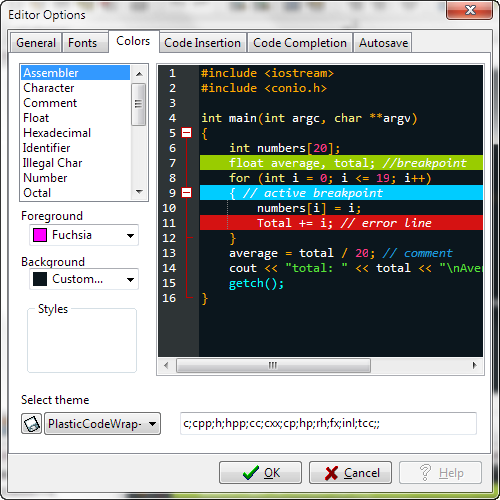 Editor Options
General Fonts Colors Code Insertion Code Completion Autosave
Assembler
Character
Comment
Float
Hexadecimal
Identifier
Illegal Char
Number
Octal
Foreground
Fuchsia
Background
Custom...
Styles
1 #include <iostream>
2 #include <conio.h>
3
4 int main(int argc, char **argv)
5 {
6 int numbers[20];
7 float average, total; //breakpoint
8 for (int i = 0; i <= 19; i++)
9 { // active breakpoint
10 numbers[i] = i;
11 Total += i; // error line
12 }
13 average = total / 20; // comment
14 cout << "total: " << total << "\nAver
15 getch();
16 }
Select theme
PlasticCodeWrap-
c;cpp;h;hpp;cc;cxx;cp;hp;rh;fx;inl;tcc;;
OK Cancel Help